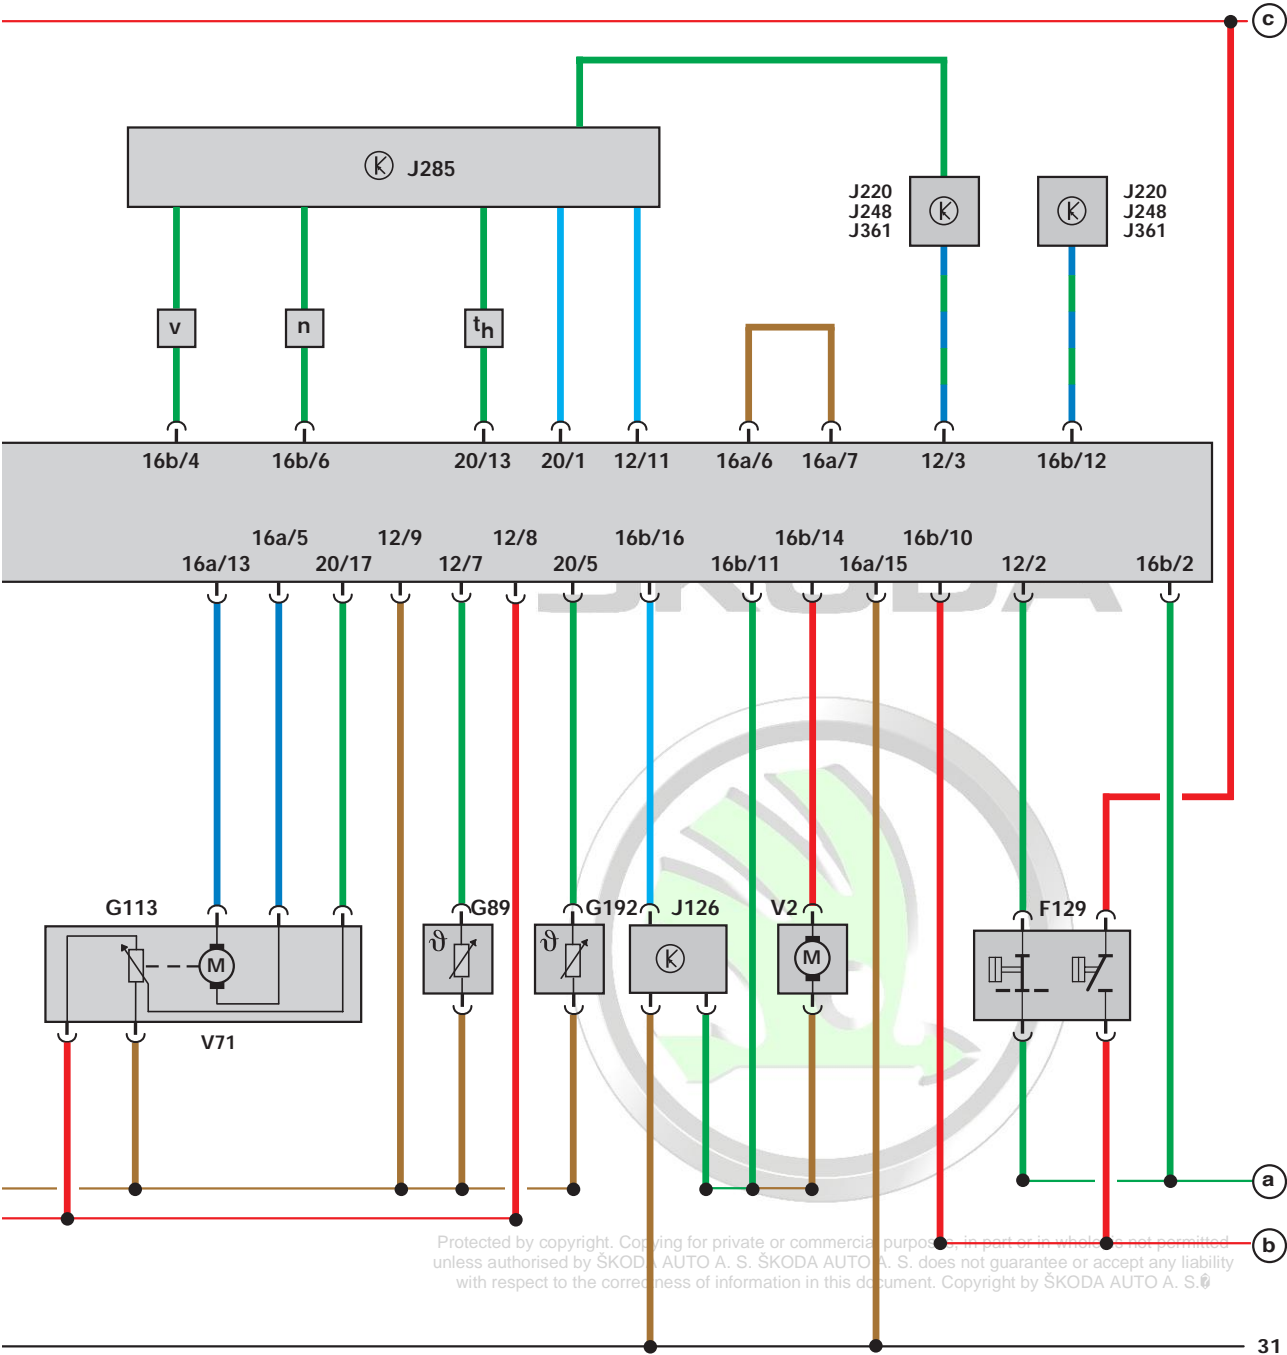 c
J285
J220
J248
J361
J220
J248
J361
v
n
th
16b/4
16b/6
20/13
20/1
12/11
16a/6
16a/7
12/3
16b/12
16a/5
12/9
12/8
16b/16
16b/14
16b/10
16a/13
20/17
12/7
20/5
16b/11
16a/15
12/2
16b/2
ŠKODA
G113
G89
G192
J126
V2
F129
ϑ
ϑ
M
M
V71
a
b
Protected by copyright. Copying for private or commercial purposes, in part or in whole, is not permitted
unless authorised by ŠKODA AUTO A. S. ŠKODA AUTO A. S. does not guarantee or accept any liability
with respect to the correctness of information in this document. Copyright by ŠKODA AUTO A. S.�
31